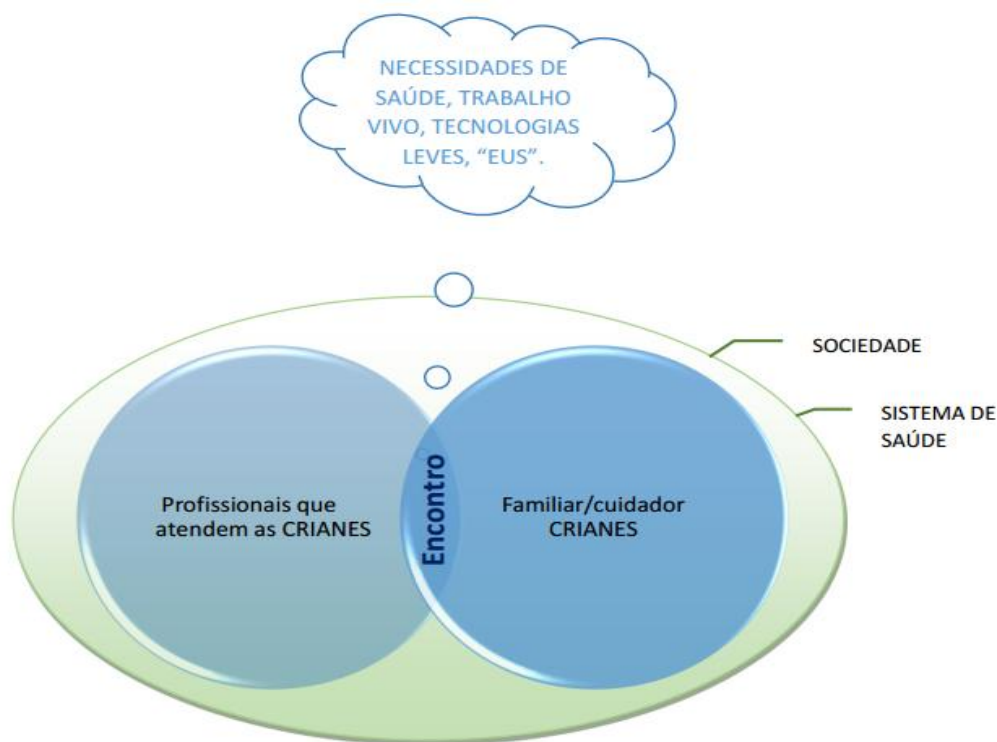 NECESSIDADES DE
SAÚDE, TRABALHO
VIVO, TECNOLOGIAS
LEVES, “EUS”.
SOCIEDADE
SISTEMA DE
SAÚDE
Profissionais que
atendem as CRIANES
Encontro
Familiar/cuidador
CRIANES